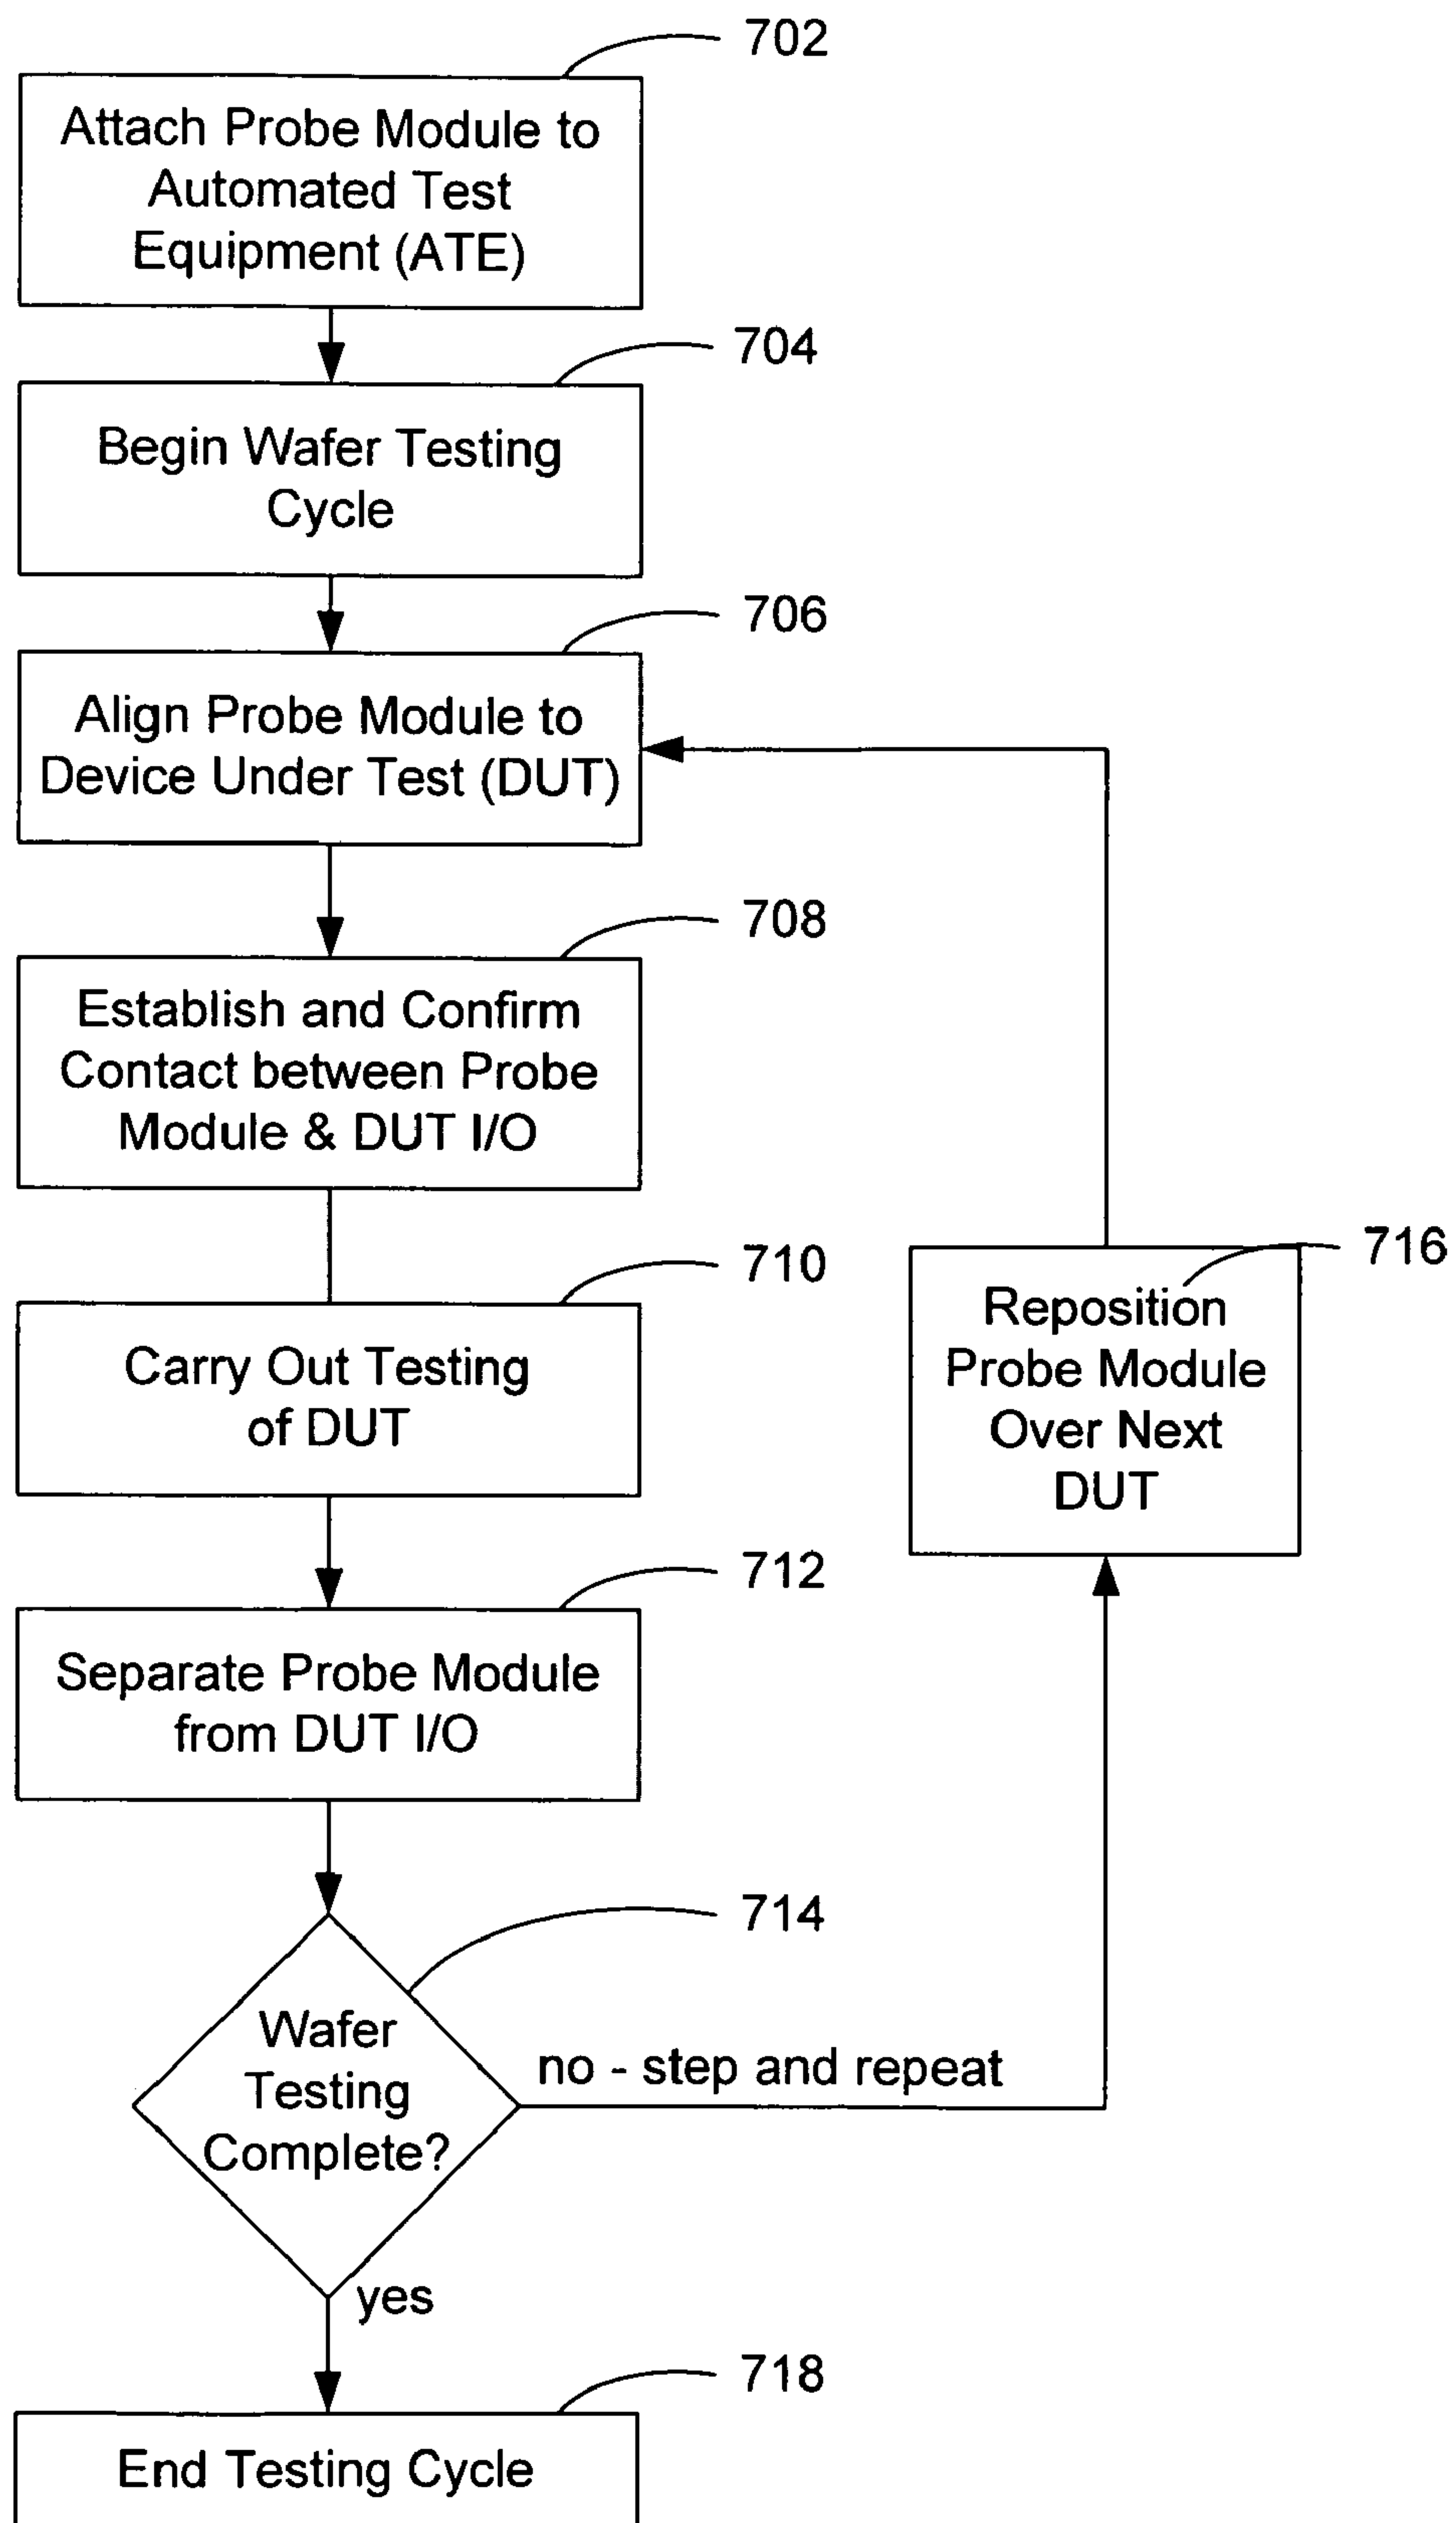 702
Attach Probe Module to
Automated Test
Equipment (ATE)
704
Begin Wafer Testing
Cycle
706
Align Probe Module to
Device Under Test (DUT)
708
Establish and Confirm
Contact between Probe
Module & DUT I/O
710
Carry Out Testing
of DUT
716
Reposition
Probe Module
Over Next
DUT
712
Separate Probe Module
from DUT I/O
714
Wafer
Testing
Complete?
no - step and repeat
yes
718
End Testing Cycle